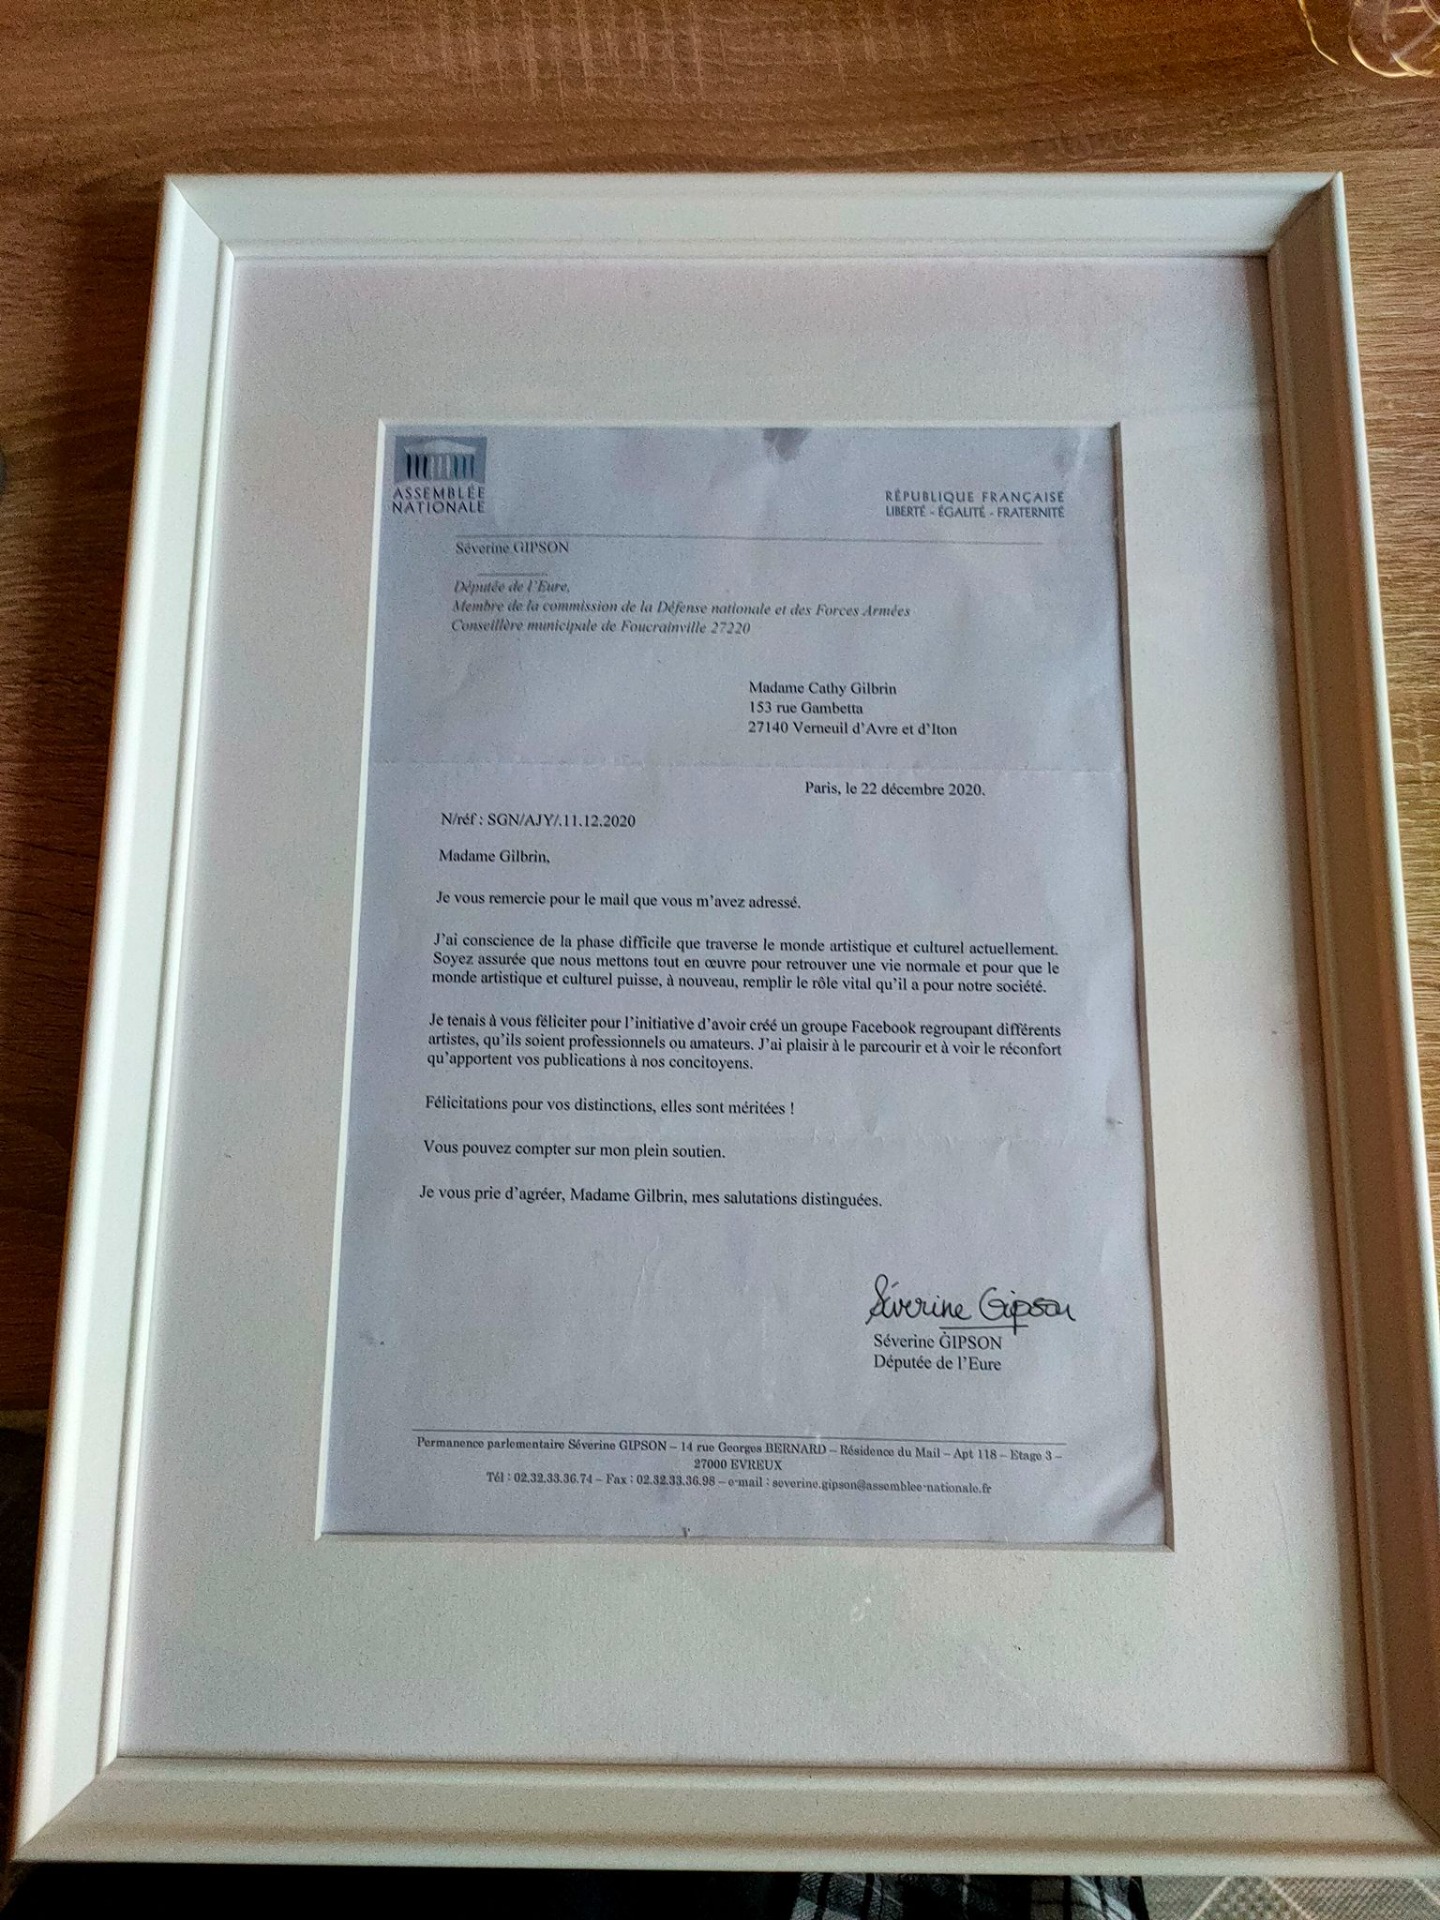 ASSEMBLÉE
NATIONALE
RÉPUBLIQUE FRANÇAISE
LIBERTÉ - ÉGALITÉ - FRATERNITÉ
Séverine GIPSON
Députée de l'Eure,
Membre de la commission de la Défense nationale et des Forces Armées
Conseillère municipale de Foucrainville 27220
Madame Cathy Gilbrin
153 rue Gambetta
27140 Verneuil d'Avre et d'Iton
Paris, le 22 décembre 2020.
N/réf : SGN/AJY/.11.12.2020
Madame Gilbrin,
Je vous remercie pour le mail que vous m'avez adressé.
J'ai conscience de la phase difficile que traverse le monde artistique et culturel actuellement.
Soyez assurée que nous mettons tout en œuvre pour retrouver une vie normale et pour que le
monde artistique et culturel puisse, à nouveau, remplir le rôle vital qu'il a pour notre société.
Je tenais à vous féliciter pour l'initiative d'avoir créé un groupe Facebook regroupant différents
artistes, qu'ils soient professionnels ou amateurs. J'ai plaisir à le parcourir et à voir le réconfort
qu'apportent vos publications à nos concitoyens.
Félicitations pour vos distinctions, elles sont méritées !
Vous pouvez compter sur mon plein soutien.
Je vous prie d'agréer, Madame Gilbrin, mes salutations distinguées.
Séverine Gipson
Séverine GIPSON
Députée de l'Eure
Permanence parlementaire Séverine GIPSON – 14 rue Georges BERNARD – Résidence du Mail – Apt 118 – Etage 3 –
27000 EVREUX
Tél : 02.32.33.36.74 – Fax : 02.32.33.36.98 – e-mail : severine.gipson@assemblee-nationale.fr